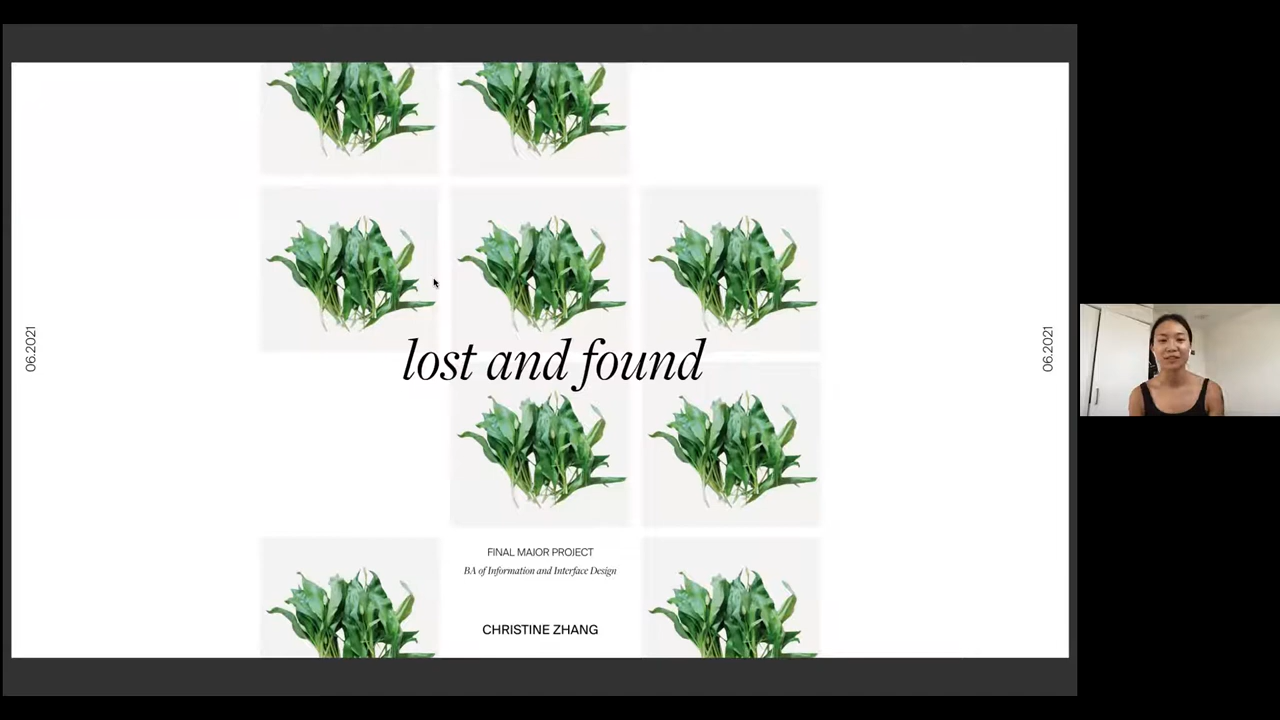 06.2021
lost and found
06.2021
FINAL MAJOR PROJECT
BA of Information and Interface Design
CHRISTINE ZHANG